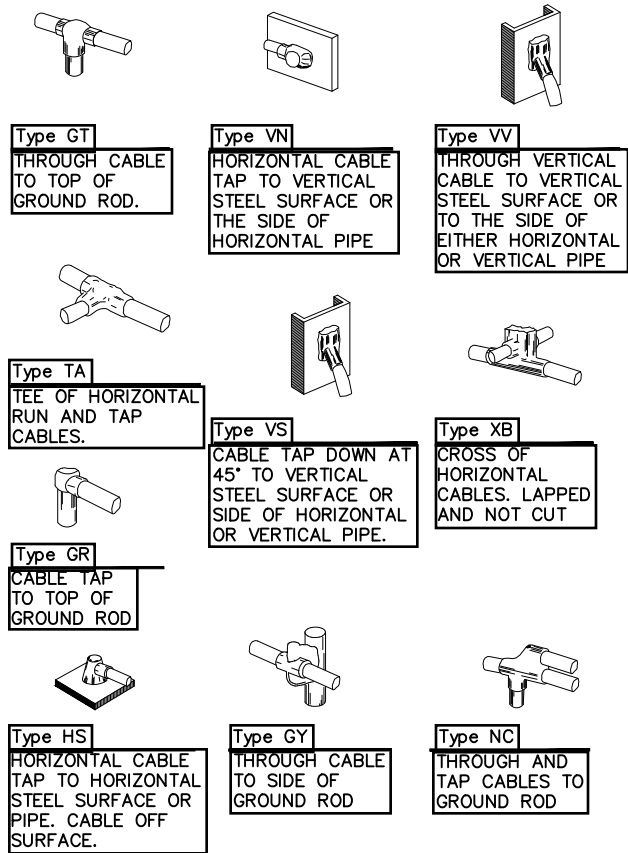 Type GT
THROUGH CABLE
TO TOP OF
GROUND ROD.
Type VN
HORIZONTAL CABLE
TAP TO VERTICAL
STEEL SURFACE OR
THE SIDE OF
HORIZONTAL PIPE
Type VV
THROUGH VERTICAL
CABLE TO VERTICAL
STEEL SURFACE OR
TO THE SIDE OF
EITHER HORIZONTAL
OR VERTICAL PIPE
Type TA
TEE OF HORIZONTAL
RUN AND TAP
CABLES.
Type VS
CABLE TAP DOWN AT
45° TO VERTICAL
STEEL SURFACE OR
SIDE OF HORIZONTAL
OR VERTICAL PIPE.
Type XB
CROSS OF
HORIZONTAL
CABLES. LAPPED
AND NOT CUT
Type GR
CABLE TAP
TO TOP OF
GROUND ROD
Type HS
HORIZONTAL CABLE
TAP TO HORIZONTAL
STEEL SURFACE OR
PIPE. CABLE OFF
SURFACE.
Type GY
THROUGH CABLE
TO SIDE OF
GROUND ROD
Type NC
THROUGH AND
TAP CABLES TO
GROUND ROD